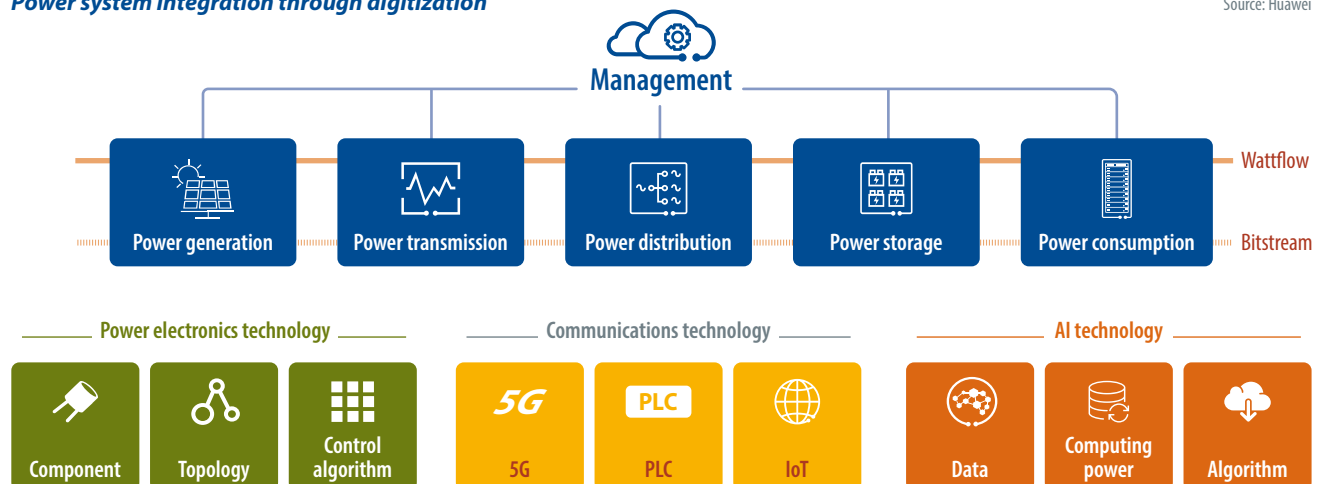 Power system integration through digitization
Source: Huawei
Management
Wattflow
Power generation
Power transmission
Power distribution
Power storage
Power consumption
Bitstream
Power electronics technology
Communications technology
AI technology
5G
PLC
Component
Topology
Control
algorithm
5G
PLC
IoT
Data
Computing
power
Algorithm